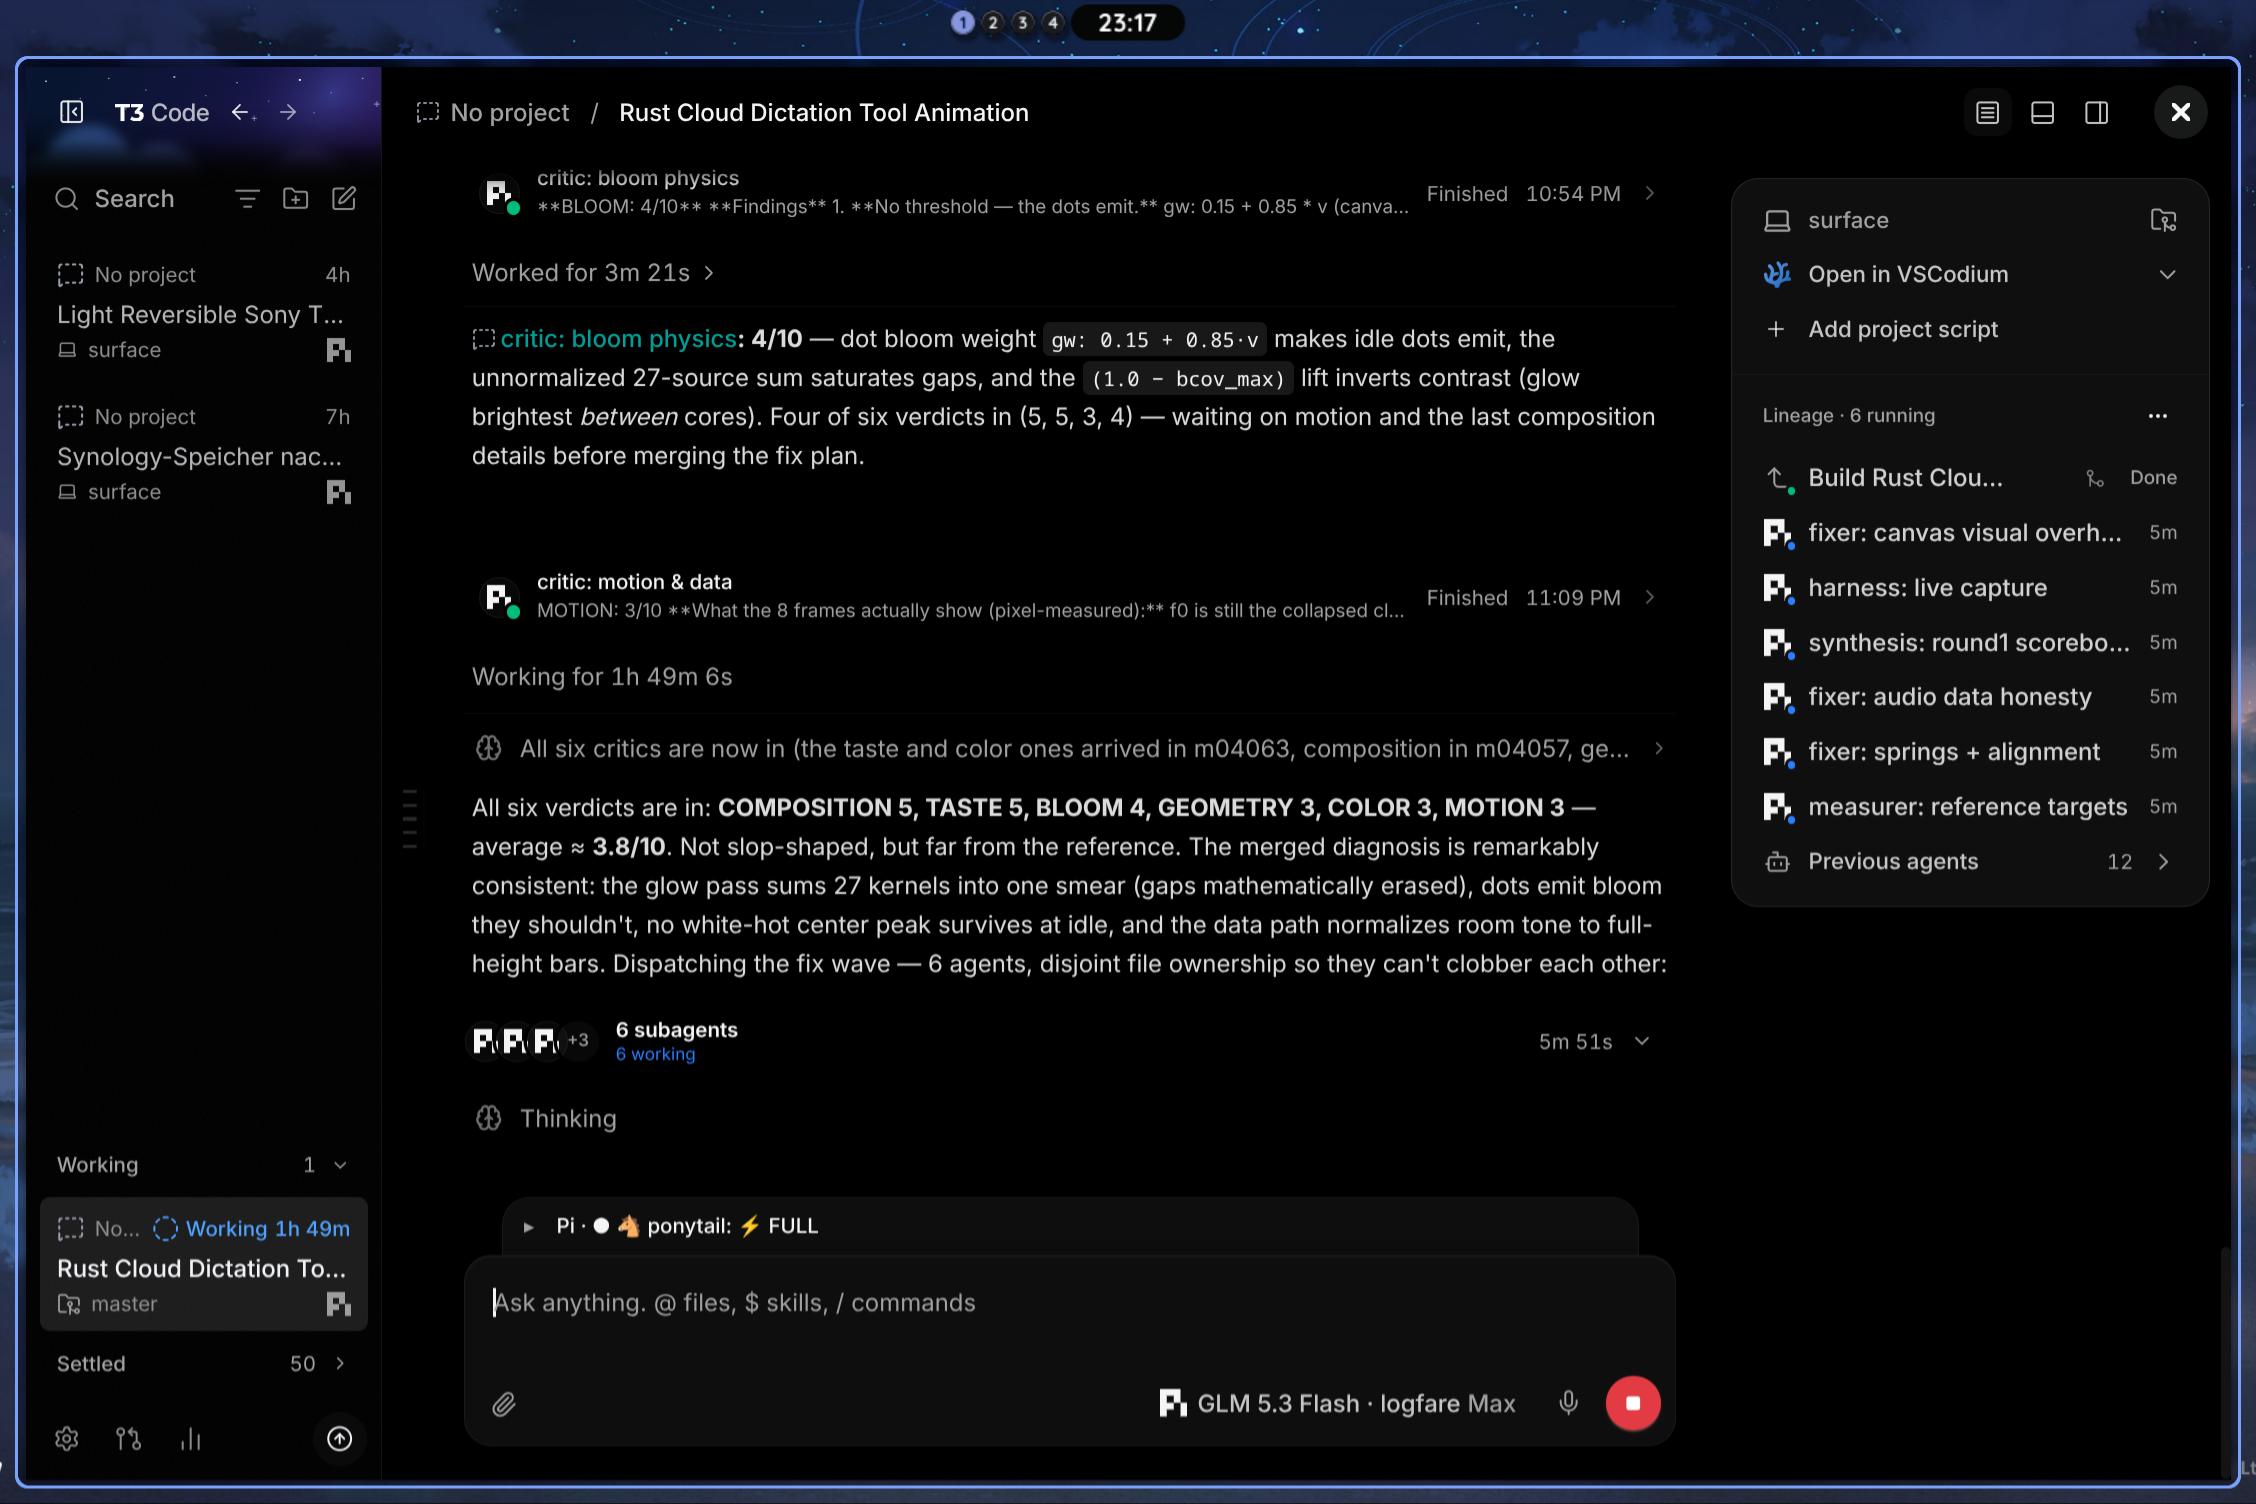 1 2 3 4 23:17
T3 Code
Search
No project 4h
Light Reversible Sony T...
surface
No project 7h
Synology-Speicher nac...
surface
Working 1
No... Working 1h 49m
Rust Cloud Dictation To...
master
Settled 50
No project / Rust Cloud Dictation Tool Animation
critic: bloom physics
**BLOOM: 4/10** **Findings** 1. **No threshold — the dots emit.** gw: 0.15 + 0.85 * v (canva...
Finished 10:54 PM
Worked for 3m 21s
critic: bloom physics: 4/10 — dot bloom weight gw: 0.15 + 0.85·v makes idle dots emit, the
unnormalized 27-source sum saturates gaps, and the (1.0 − bcov_max) lift inverts contrast (glow
brightest between cores). Four of six verdicts in (5, 5, 3, 4) — waiting on motion and the last composition
details before merging the fix plan.
critic: motion & data
MOTION: 3/10 **What the 8 frames actually show (pixel-measured):** f0 is still the collapsed cl...
Finished 11:09 PM
Working for 1h 49m 6s
All six critics are now in (the taste and color ones arrived in m04063, composition in m04057, ge...
All six verdicts are in: COMPOSITION 5, TASTE 5, BLOOM 4, GEOMETRY 3, COLOR 3, MOTION 3 —
average ≈ 3.8/10. Not slop-shaped, but far from the reference. The merged diagnosis is remarkably
consistent: the glow pass sums 27 kernels into one smear (gaps mathematically erased), dots emit bloom
they shouldn't, no white-hot center peak survives at idle, and the data path normalizes room tone to full-
height bars. Dispatching the fix wave — 6 agents, disjoint file ownership so they can't clobber each other:
+3
6 subagents
6 working
5m 51s
Thinking
Pi · ● 🐴 ponytail: ⚡ FULL
Ask anything. @ files, $ skills, / commands
GLM 5.3 Flash · logfare Max
surface
Open in VSCodium
Add project script
Lineage · 6 running
Build Rust Clou... Done
fixer: canvas visual overh... 5m
harness: live capture 5m
synthesis: round1 scorebo... 5m
fixer: audio data honesty 5m
fixer: springs + alignment 5m
measurer: reference targets 5m
Previous agents 12